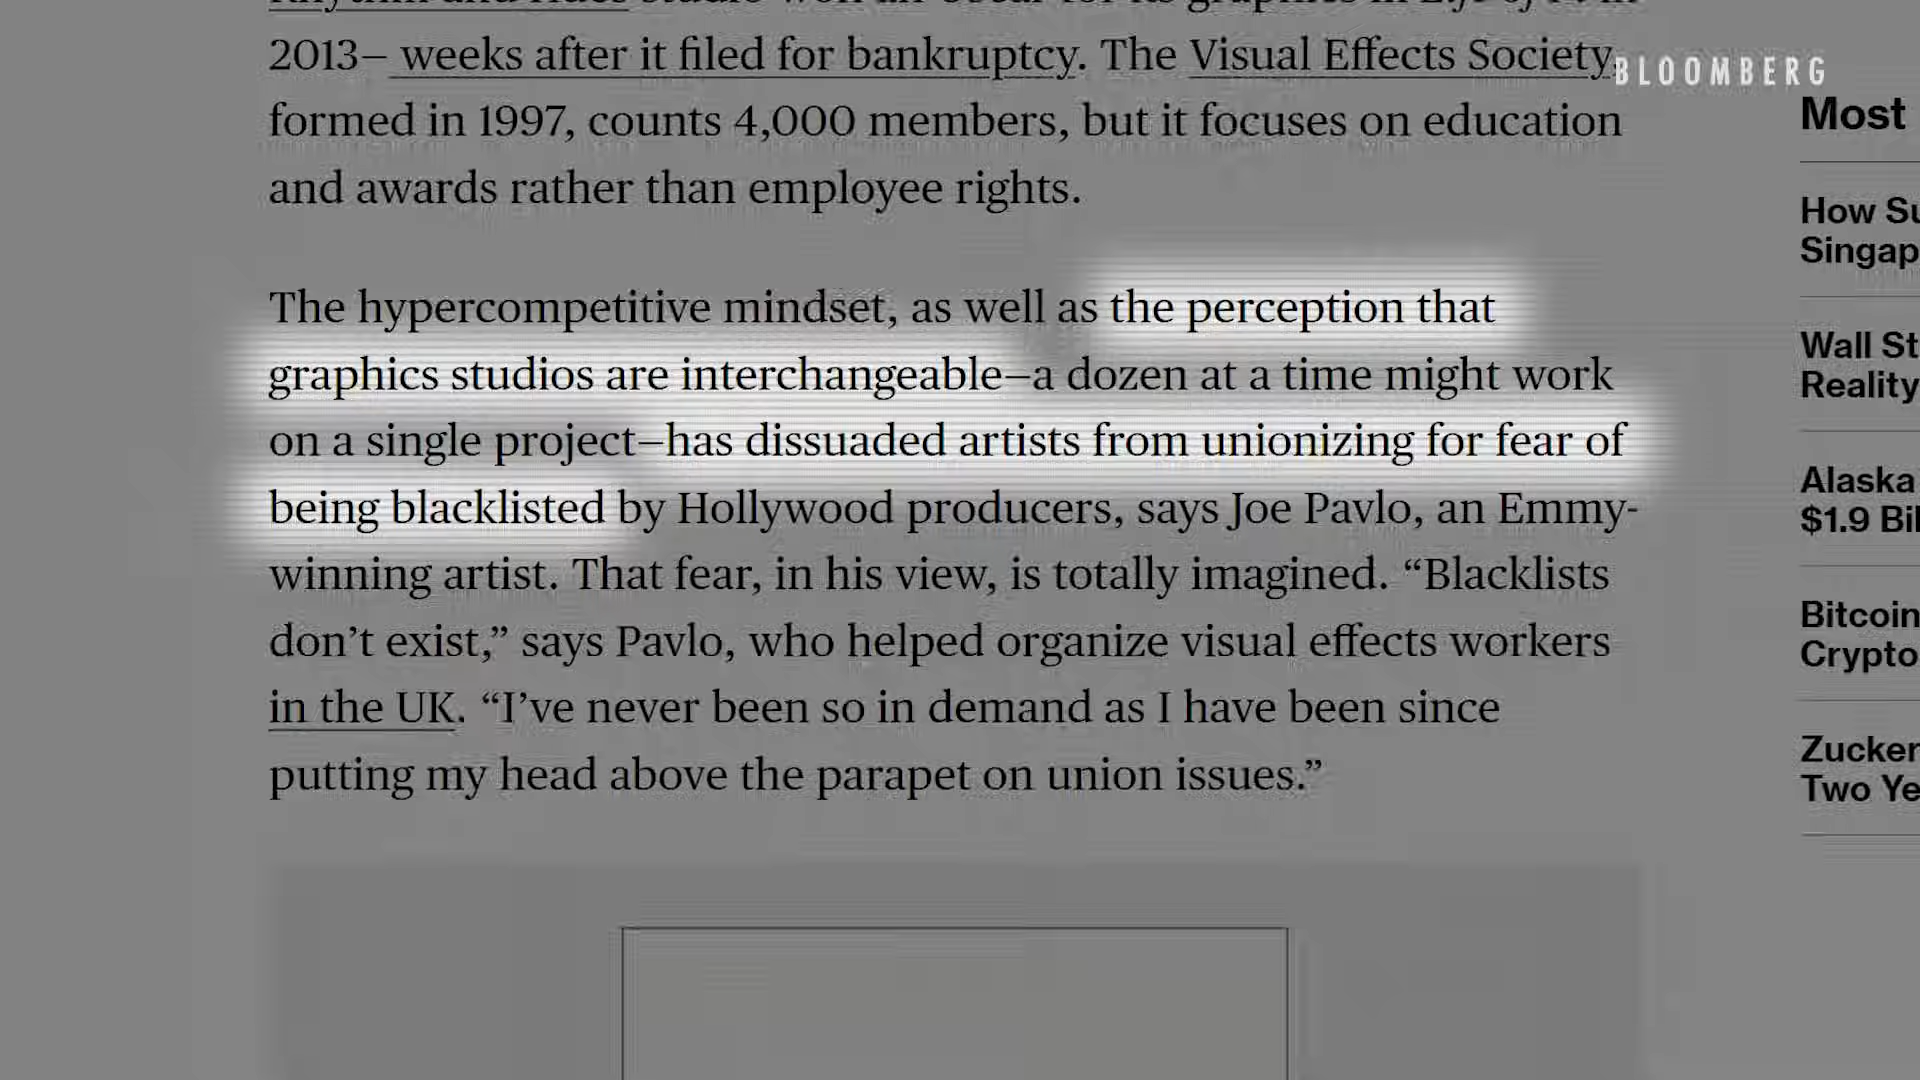 2013– weeks after it filed for bankruptcy. The Visual Effects Society,
BLOOMBERG
formed in 1997, counts 4,000 members, but it focuses on education
and awards rather than employee rights.
The hypercompetitive mindset, as well as the perception that
graphics studios are interchangeable–a dozen at a time might work
on a single project–has dissuaded artists from unionizing for fear of
being blacklisted by Hollywood producers, says Joe Pavlo, an Emmy-
winning artist. That fear, in his view, is totally imagined. “Blacklists
don’t exist,” says Pavlo, who helped organize visual effects workers
in the UK. “I’ve never been so in demand as I have been since
putting my head above the parapet on union issues.”
Most
How Su
Singap
Wall St
Reality
Alaska
$1.9 Bil
Bitcoin
Crypto
Zucker
Two Ye